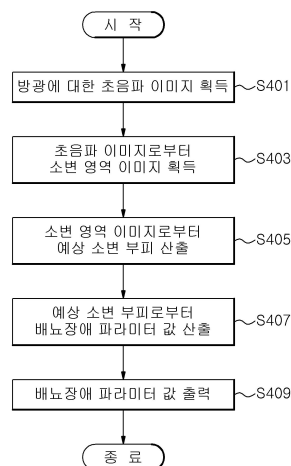 시 작
방광에 대한 초음파 이미지 획득
S401
초음파 이미지로부터
소변 영역 이미지 획득
S403
소변 영역 이미지로부터
예상 소변 부피 산출
S405
예상 소변 부피로부터
배뇨장애 파라미터 값 산출
S407
배뇨장애 파라미터 값 출력
S409
종 료